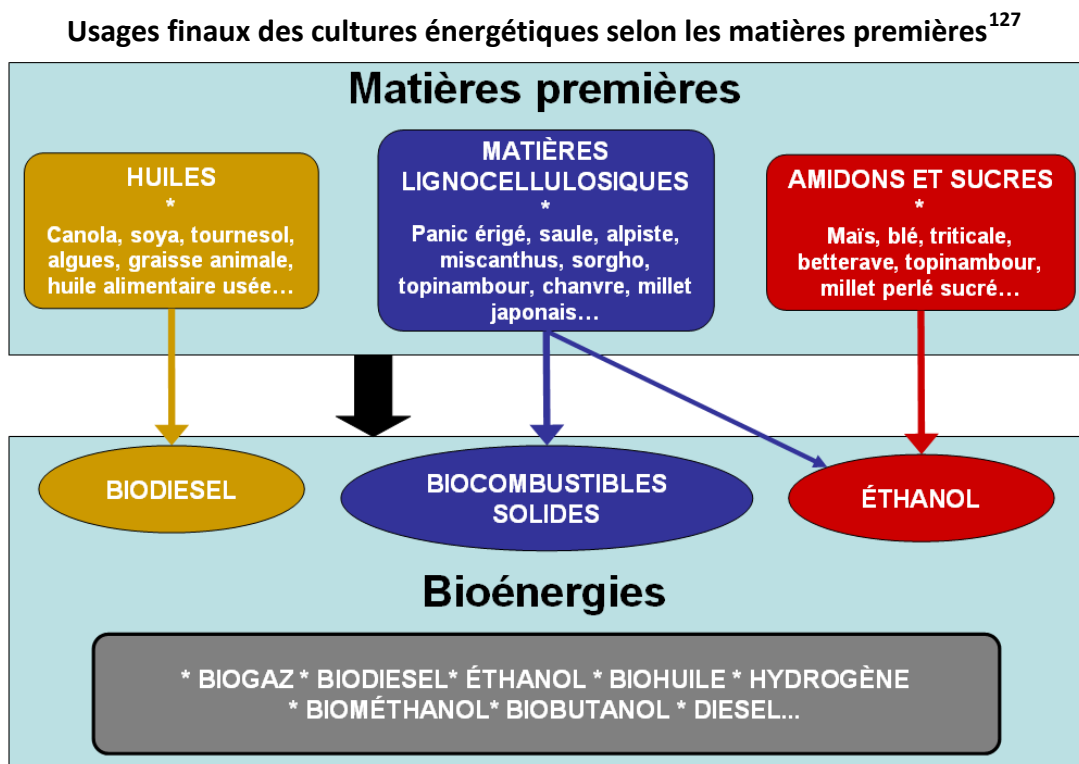 Usages finaux des cultures énergétiques selon les matières premières127
Matières premières
HUILES
*
Canola, soya, tournesol,
algues, graisse animale,
huile alimentaire usée...
MATIÈRES
LIGNOCELLULOSIQUES
*
Panic érigé, saule, alpiste,
miscanthus, sorgho,
topinambour, chanvre, millet
japonais...
AMIDONS ET SUCRES
*
Maïs, blé, triticale,
betterave, topinambour,
millet perlé sucré...
BIODIESEL
BIOCOMBUSTIBLES
SOLIDES
ÉTHANOL
Bioénergies
* BIOGAZ * BIODIESEL* ÉTHANOL * BIOHUILE * HYDROGÈNE
* BIOMÉTHANOL* BIOBUTANOL * DIESEL...